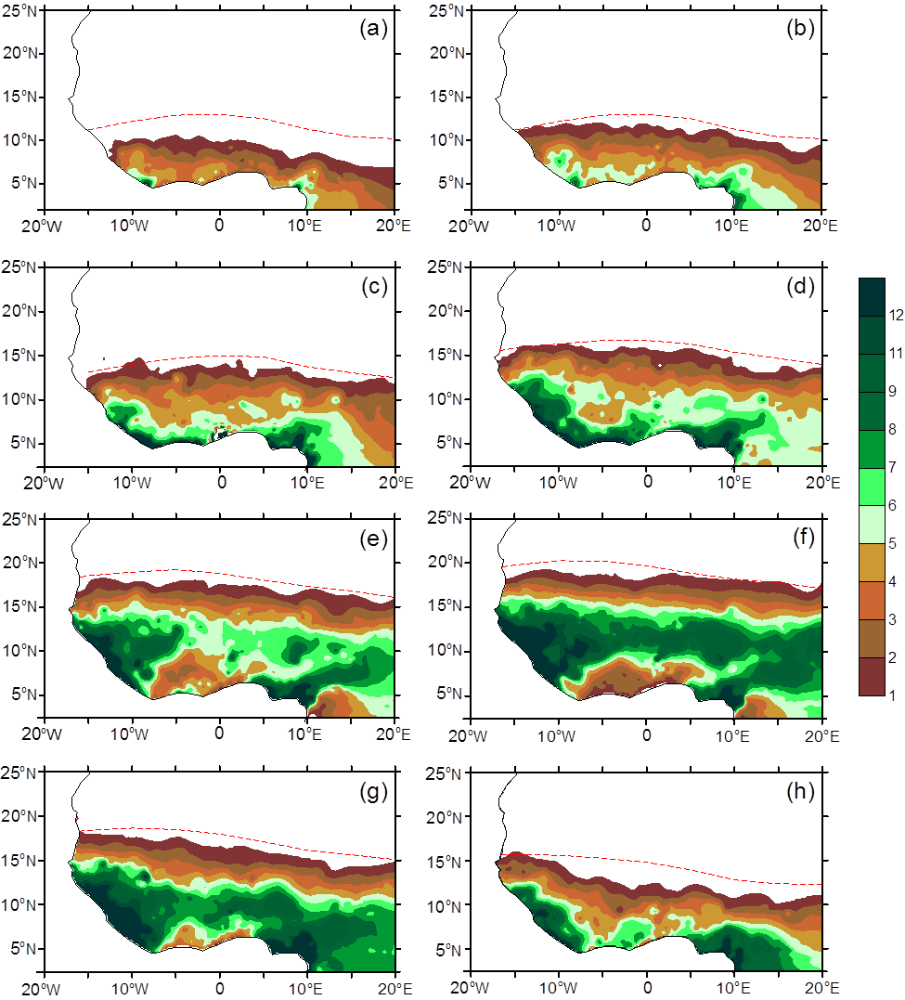 25°N (a) 25°N (b)
20°N 20°N
15°N 15°N
10°N 10°N
5°N 5°N
20°W 10°W 0 10°E 20°E 20°W 10°W 0 10°E 20°E
25°N (c) 25°N (d)
20°N 20°N
15°N 15°N
10°N 10°N
5°N 5°N
20°W 10°W 0 10°E 20°E 20°W 10°W 0 10°E 20°E
12
11
9
8
7
6
5
4
3
2
1
25°N (e) 25°N (f)
20°N 20°N
15°N 15°N
10°N 10°N
5°N 5°N
20°W 10°W 0 10°E 20°E 20°W 10°W 0 10°E 20°E
25°N (g) 25°N (h)
20°N 20°N
15°N 15°N
10°N 10°N
5°N 5°N
20°W 10°W 0 10°E 20°E 20°W 10°W 0 10°E 20°E